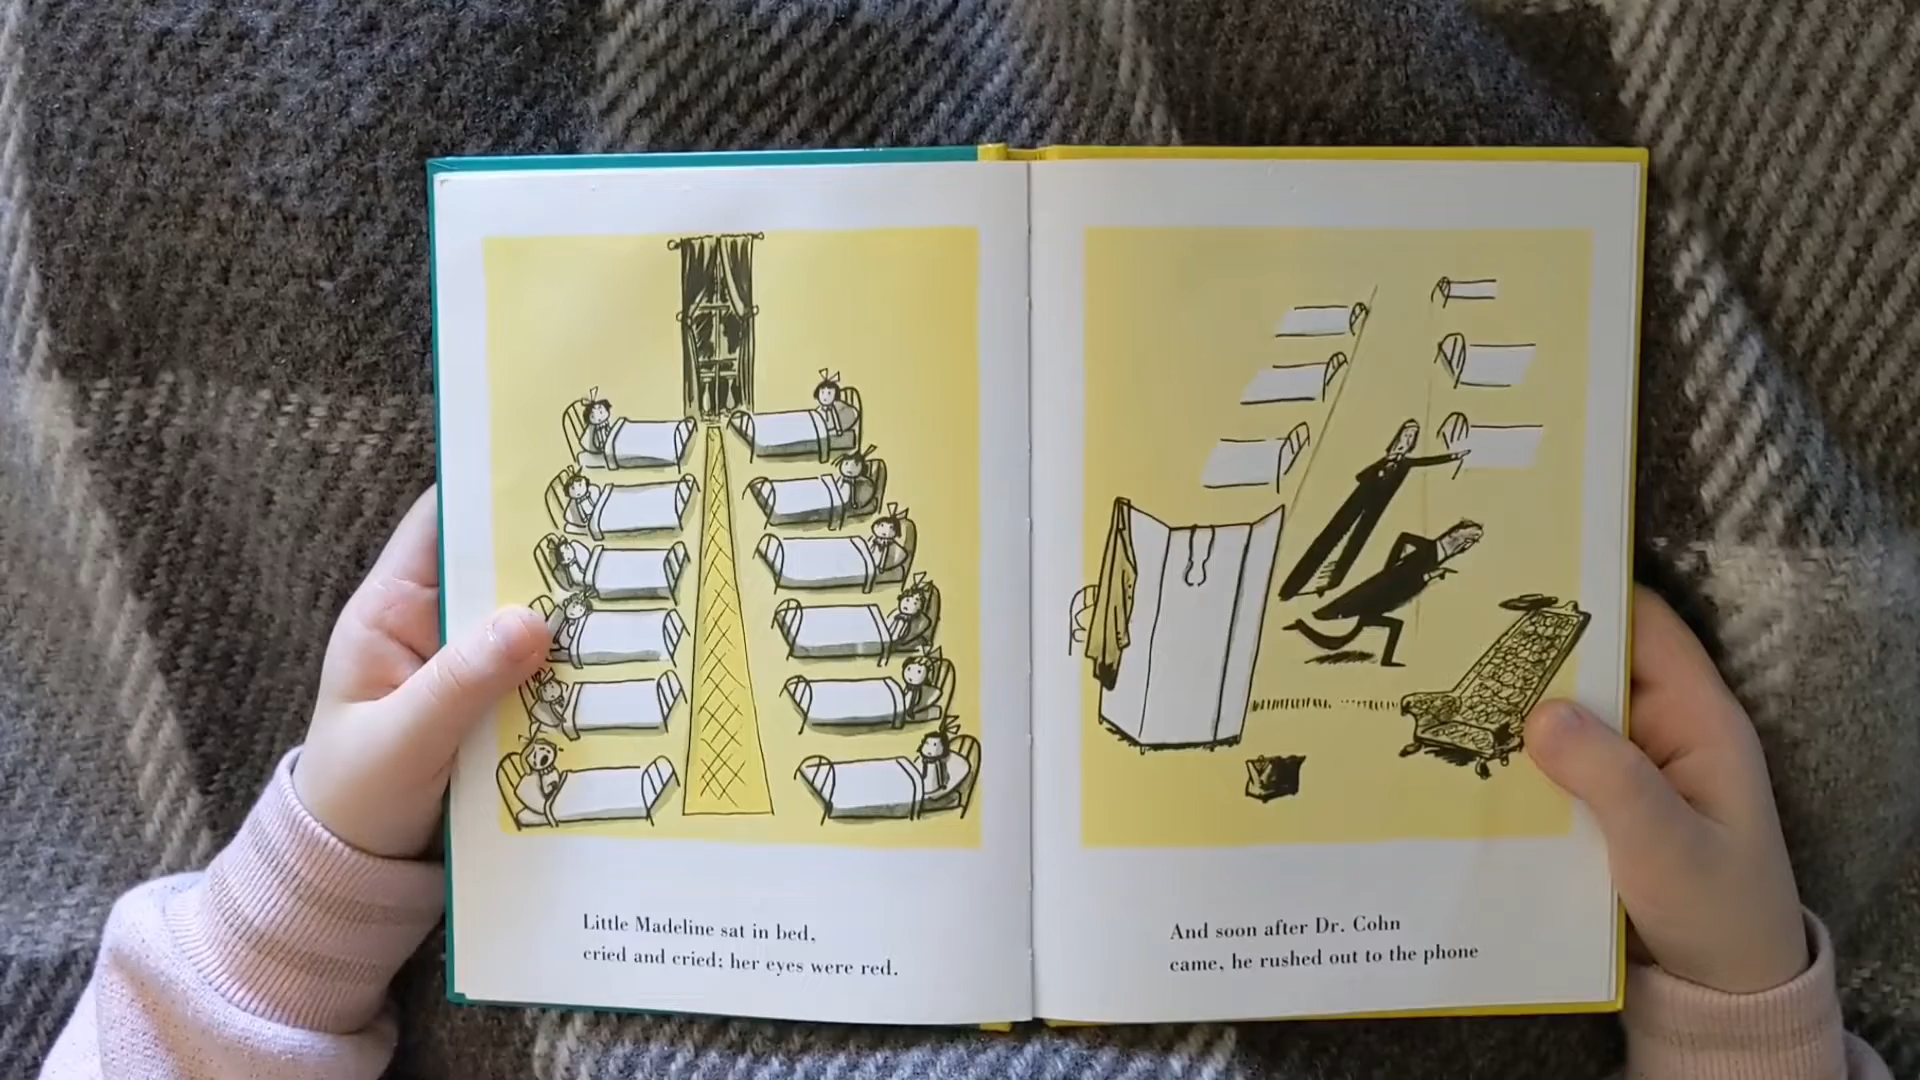 Little Madeline sat in bed,
cried and cried; her eyes were red.
And soon after Dr. Cohn
came, he rushed out to the phone